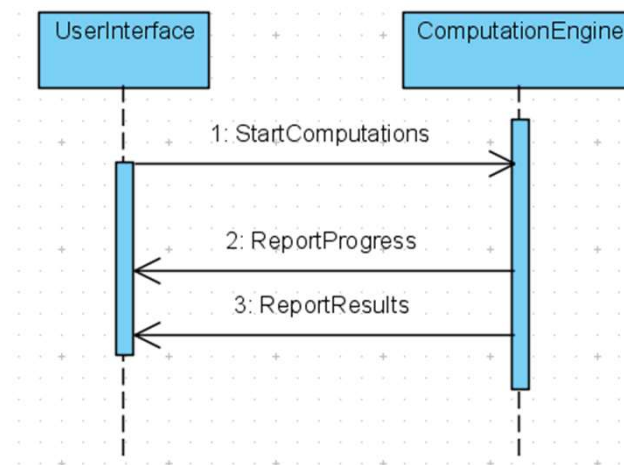 UserInterface
ComputationEngine
1: StartComputations
2: ReportProgress
3: ReportResults